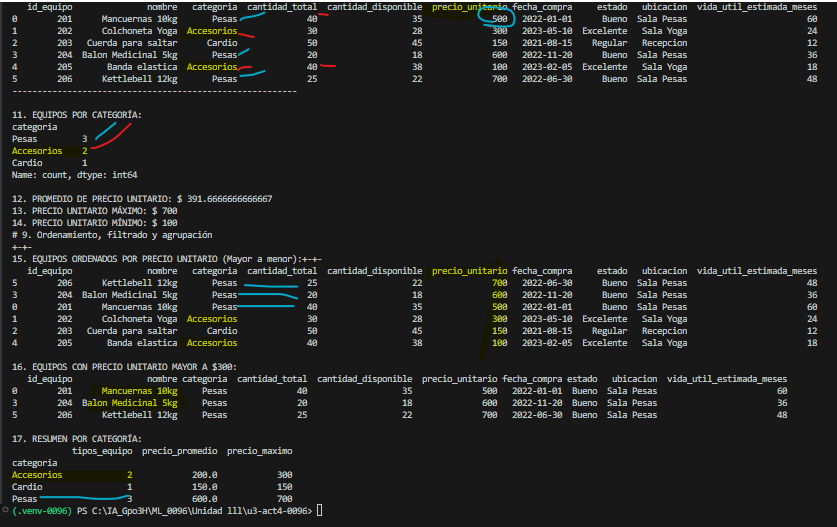 id_equipo nombre categoria cantidad_total cantidad_disponible precio_unitario fecha_compra estado ubicacion vida_util_estimada_meses
0 201 Mancuernas 10kg Pesas 40 35 500 2022-01-01 Bueno Sala Pesas 60
1 202 Colchoneta Yoga Accesorios 30 28 300 2023-05-10 Excelente Sala Yoga 24
2 203 Cuerda para saltar Cardio 50 45 150 2021-08-15 Regular Recepcion 12
3 204 Balon Medicinal 5kg Pesas 20 18 600 2022-11-20 Bueno Sala Pesas 36
4 205 Banda elastica Accesorios 40 38 100 2023-02-05 Excelente Sala Yoga 18
5 206 Kettlebell 12kg Pesas 25 22 700 2022-06-30 Bueno Sala Pesas 48
--------------------------------------------------------
11. EQUIPOS POR CATEGORÍA:
categoria
Pesas 3
Accesorios 2
Cardio 1
Name: count, dtype: int64
12. PROMEDIO DE PRECIO UNITARIO: $ 391.6666666666667
13. PRECIO UNITARIO MÁXIMO: $ 700
14. PRECIO UNITARIO MÍNIMO: $ 100
# 9. Ordenamiento, filtrado y agrupación
+-+-
15. EQUIPOS ORDENADOS POR PRECIO UNITARIO (Mayor a menor):+-+-
id_equipo nombre categoria cantidad_total cantidad_disponible precio_unitario fecha_compra estado ubicacion vida_util_estimada_meses
5 206 Kettlebell 12kg Pesas 25 22 700 2022-06-30 Bueno Sala Pesas 48
3 204 Balon Medicinal 5kg Pesas 20 18 600 2022-11-20 Bueno Sala Pesas 36
0 201 Mancuernas 10kg Pesas 40 35 500 2022-01-01 Bueno Sala Pesas 60
1 202 Colchoneta Yoga Accesorios 30 28 300 2023-05-10 Excelente Sala Yoga 24
2 203 Cuerda para saltar Cardio 50 45 150 2021-08-15 Regular Recepcion 12
4 205 Banda elastica Accesorios 40 38 100 2023-02-05 Excelente Sala Yoga 18
16. EQUIPOS CON PRECIO UNITARIO MAYOR A $300:
id_equipo nombre categoria cantidad_total cantidad_disponible precio_unitario fecha_compra estado ubicacion vida_util_estimada_meses
0 201 Mancuernas 10kg Pesas 40 35 500 2022-01-01 Bueno Sala Pesas 60
3 204 Balon Medicinal 5kg Pesas 20 18 600 2022-11-20 Bueno Sala Pesas 36
5 206 Kettlebell 12kg Pesas 25 22 700 2022-06-30 Bueno Sala Pesas 48
17. RESUMEN POR CATEGORÍA:
tipos_equipo precio_promedio precio_maximo
categoria
Accesorios 2 200.0 300
Cardio 1 150.0 150
Pesas 3 600.0 700
(.venv-0096) PS C:\IA_Gpo3H\ML_0096\Unidad lll\u3-act4-0096>